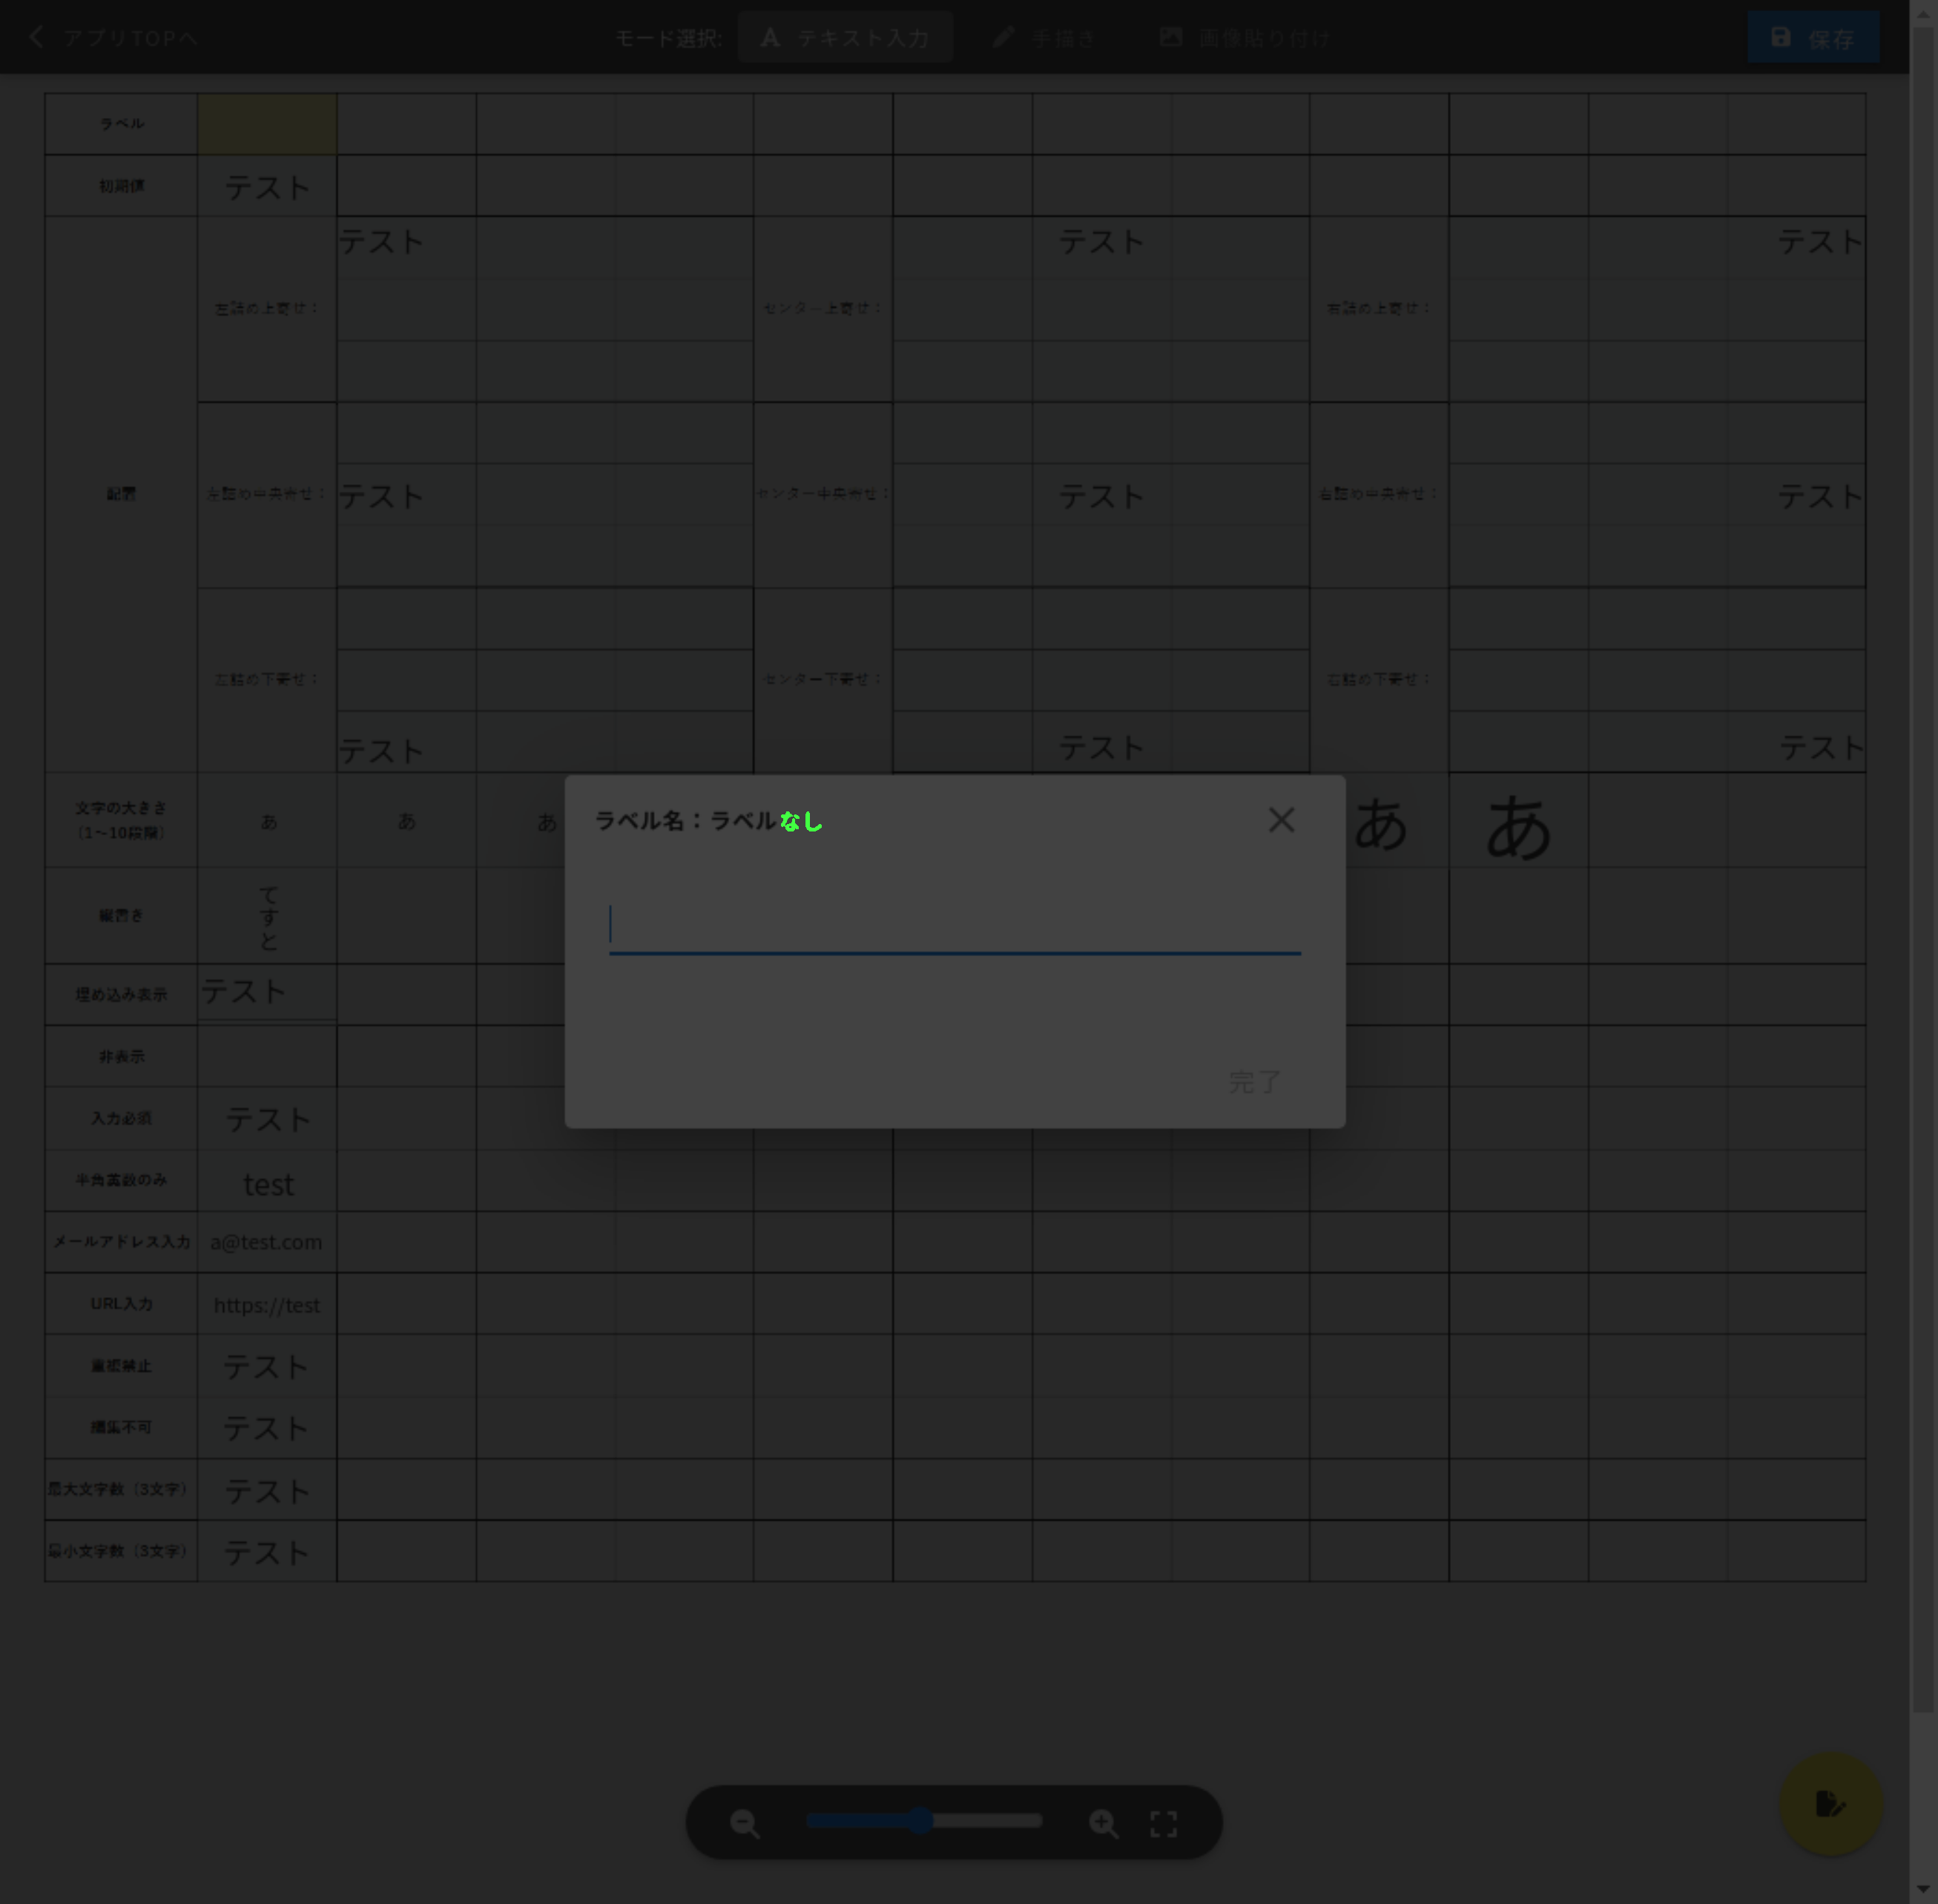 アプリTOPへ
モード選択:
テキスト入力
手描き
画像貼り付け
保存
ラベル
初期値
テスト
配置
左詰め上寄せ：
テスト
センター上寄せ：
テスト
右詰め上寄せ：
テスト
左詰め中央寄せ：
テスト
センター中央寄せ：
テスト
右詰め中央寄せ：
テスト
左詰め下寄せ：
テスト
センター下寄せ：
テスト
右詰め下寄せ：
テスト
文字の大きさ
（1～10段階）
あ
あ
あ
あ
あ
ラベル名：ラベルなし
完了
縦書き
てすと
埋め込み表示
テスト
非表示
入力必須
テスト
半角英数のみ
test
メールアドレス入力
a@test.com
URL入力
https://test
重複禁止
テスト
編集不可
テスト
最大文字数（3文字）
テスト
最小文字数（3文字）
テスト